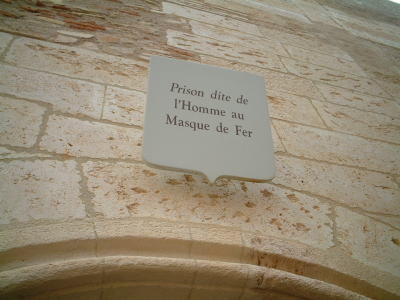 Prison dite de
l'Homme au
Masque de Fer